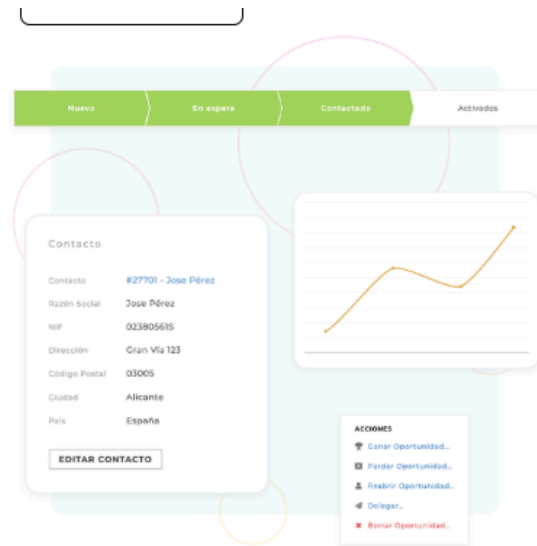 Nuevo
En espera
Contactado
Activados
Contacto
Contacto #27701 - Jose Pérez
Razón Social Jose Pérez
NIF 023805615
Dirección Gran Vía 123
Código Postal 03005
Ciudad Alicante
País España
EDITAR CONTACTO
ACCIONES
Ganar Oportunidad...
Perder Oportunidad...
Reabrir Oportunidad...
Delegar...
Borrar Oportunidad...